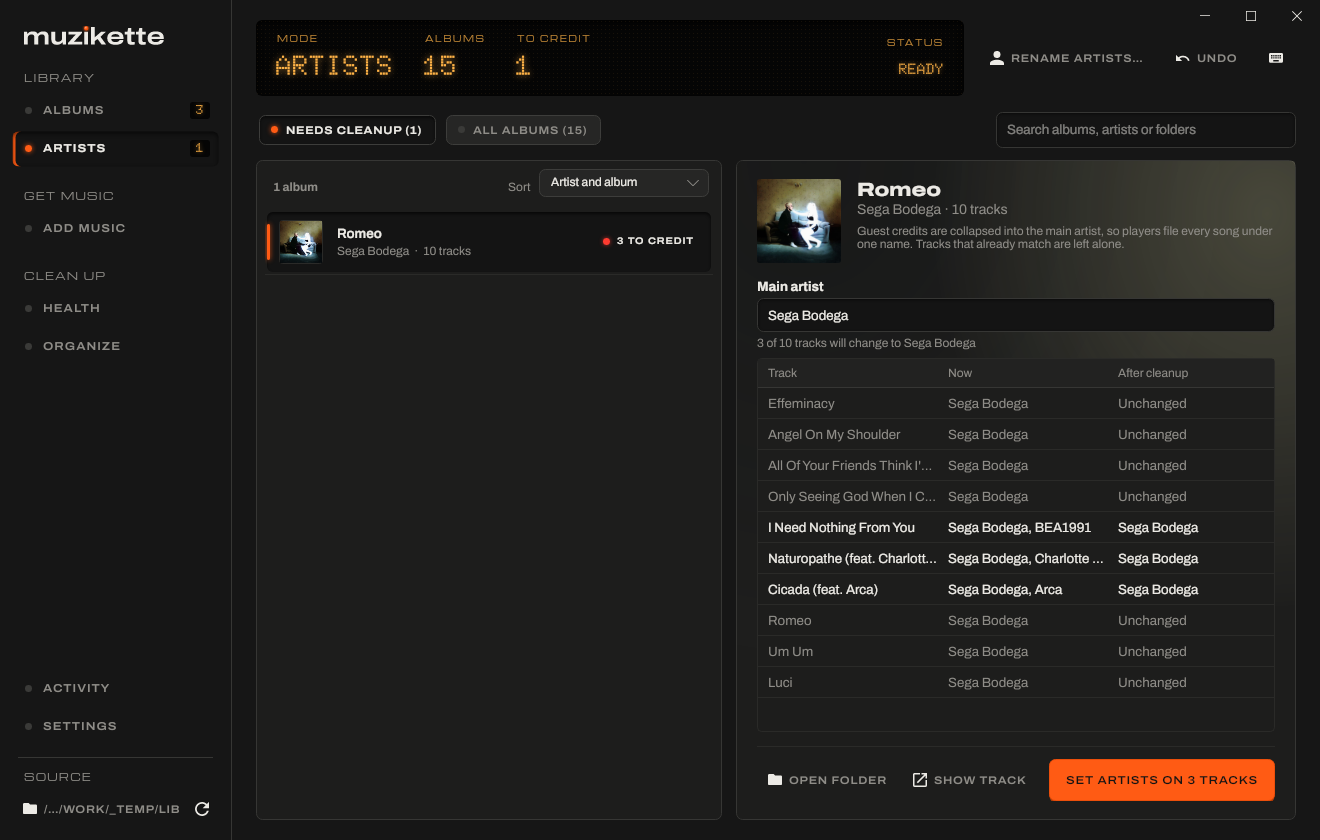 muzikette
LIBRARY
ALBUMS 3
ARTISTS 1
GET MUSIC
ADD MUSIC
CLEAN UP
HEALTH
ORGANIZE
ACTIVITY
SETTINGS
SOURCE
/.../WORK/_TEMP/LIB
MODE ALBUMS TO CREDIT STATUS
ARTISTS 15 1 READY
RENAME ARTISTS... UNDO
NEEDS CLEANUP (1) ALL ALBUMS (15)
Search albums, artists or folders
1 album Sort Artist and album
Romeo
Sega Bodega · 10 tracks
3 TO CREDIT
Romeo
Sega Bodega · 10 tracks
Guest credits are collapsed into the main artist, so players file every song under
one name. Tracks that already match are left alone.
Main artist
Sega Bodega
3 of 10 tracks will change to Sega Bodega
Track Now After cleanup
Effeminacy Sega Bodega Unchanged
Angel On My Shoulder Sega Bodega Unchanged
All Of Your Friends Think I'... Sega Bodega Unchanged
Only Seeing God When I C... Sega Bodega Unchanged
I Need Nothing From You Sega Bodega, BEA1991 Sega Bodega
Naturopathe (feat. Charlott... Sega Bodega, Charlotte ... Sega Bodega
Cicada (feat. Arca) Sega Bodega, Arca Sega Bodega
Romeo Sega Bodega Unchanged
Um Um Sega Bodega Unchanged
Luci Sega Bodega Unchanged
OPEN FOLDER SHOW TRACK SET ARTISTS ON 3 TRACKS